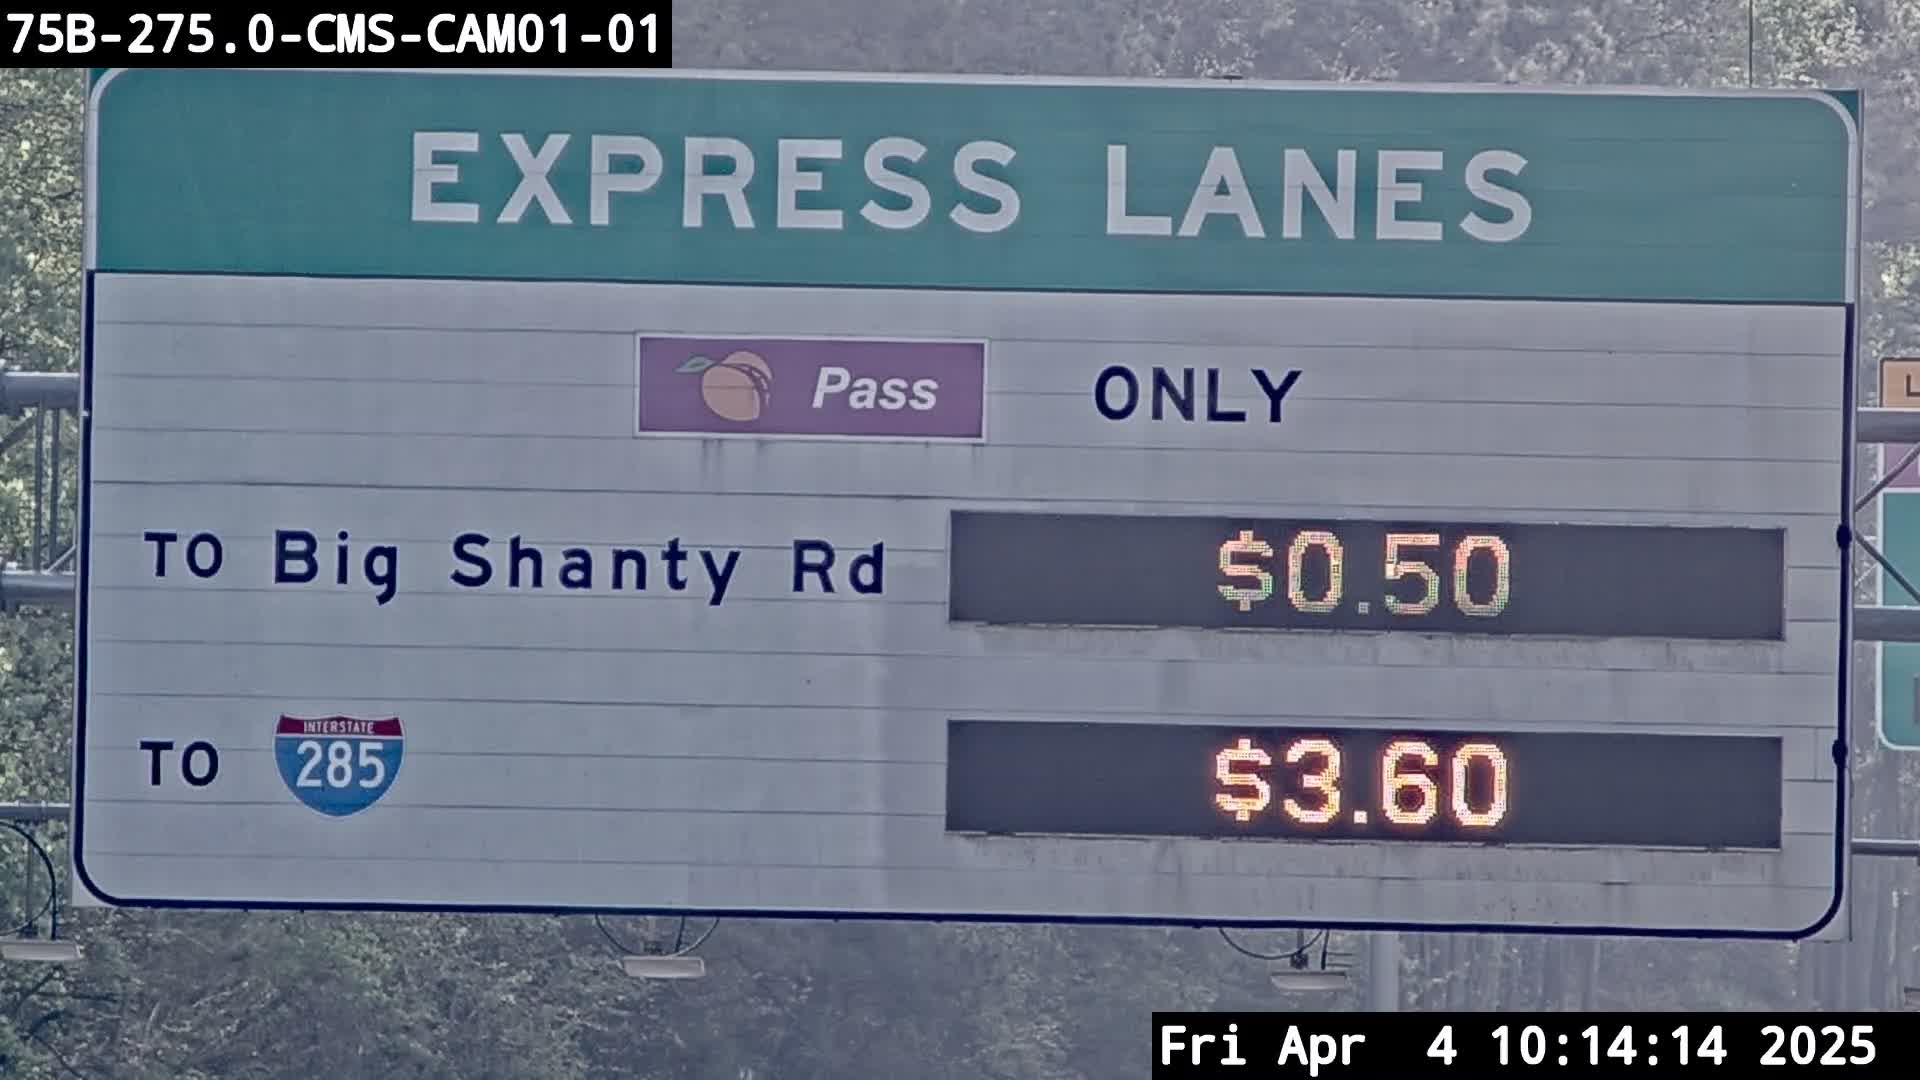 75B-275.0-CMS-CAM01-01
EXPRESS LANES
Pass ONLY
TO Big Shanty Rd $0.50
TO INTERSTATE 285 $3.60
Fri Apr 4 10:14:14 2025